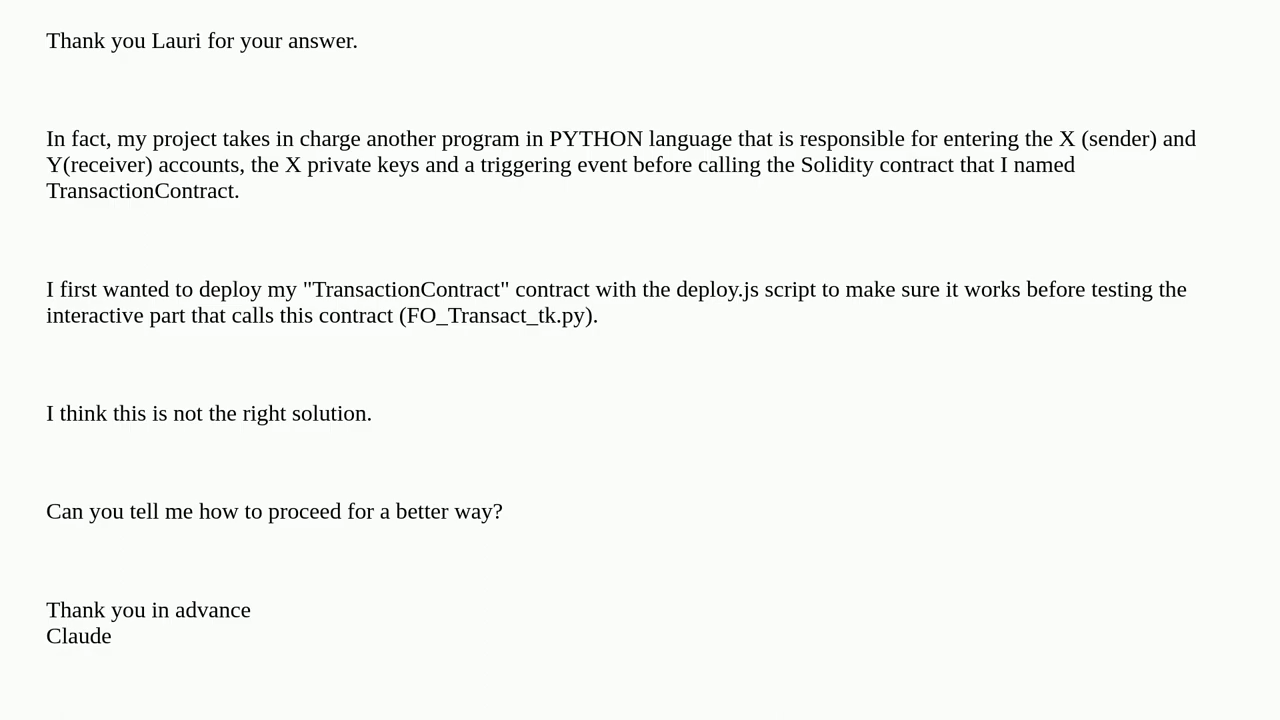 Thank you Lauri for your answer.
In fact, my project takes in charge another program in PYTHON language that is responsible for entering the X (sender) and
Y(receiver) accounts, the X private keys and a triggering event before calling the Solidity contract that I named
TransactionContract.
I first wanted to deploy my "TransactionContract" contract with the deploy.js script to make sure it works before testing the
interactive part that calls this contract (FO_Transact_tk.py).
I think this is not the right solution.
Can you tell me how to proceed for a better way?
Thank you in advance
Claude